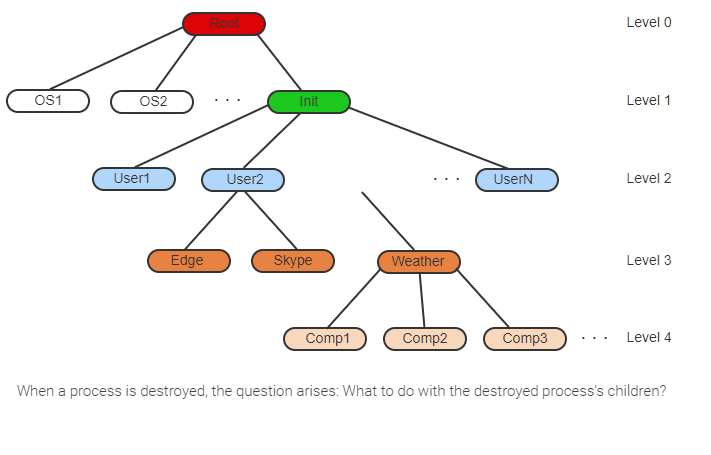 Root Level 0
OS1 OS2 . . . Init Level 1
User1 User2 . . . UserN Level 2
Edge Skype Weather Level 3
Comp1 Comp2 Comp3 . . . Level 4
When a process is destroyed, the question arises: What to do with the destroyed process's children?